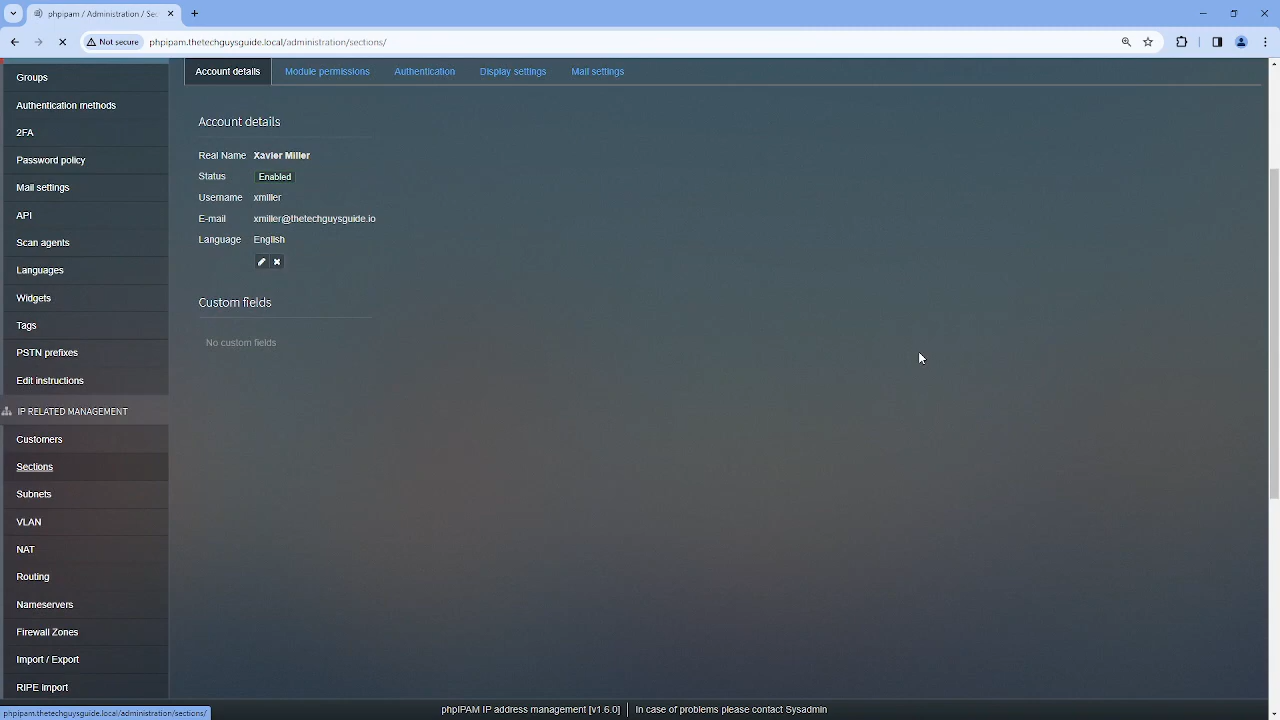 phpipam / Administration / Sec
Not secure
phpipam.thetechguysguide.local/administration/sections/
Groups
Authentication methods
2FA
Password policy
Mail settings
API
Scan agents
Languages
Widgets
Tags
PSTN prefixes
Edit instructions
IP RELATED MANAGEMENT
Customers
Sections
Subnets
VLAN
NAT
Routing
Nameservers
Firewall Zones
Import / Export
RIPE import
Account details
Module permissions
Authentication
Display settings
Mail settings
Account details
Real Name Xavier Miller
Status Enabled
Username xmiller
E-mail xmiller@thetechguysguide.io
Language English
Custom fields
No custom fields
phpIPAM IP address management [v1.6.0] In case of problems please contact Sysadmin
phpipam.thetechguysguide.local/administration/sections/